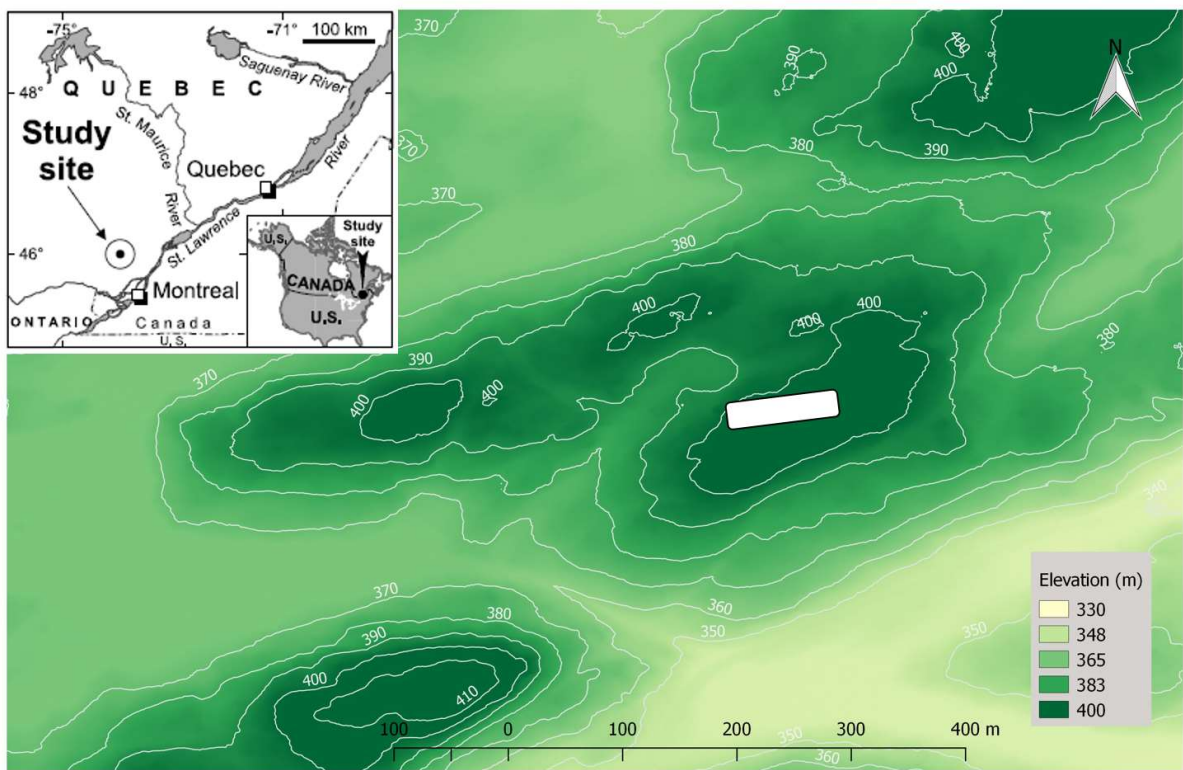 -75°
-71°
100 km
Saguenay River
Q U E B E C
48°
St. Maurice River
Study site
Quebec
River
St. Lawrence
46°
Montreal
ONTARIO
Canada
U.S.
Study site
U.S.
CANADA
U.S.
N
370
390
400
400
380
390
370
370
380
400
400
400
380
390
370
400
400
340
370
380
360
350
350
390
400
410
350
360
Elevation (m)
330
348
365
383
400
100 0 100 200 300 400 m